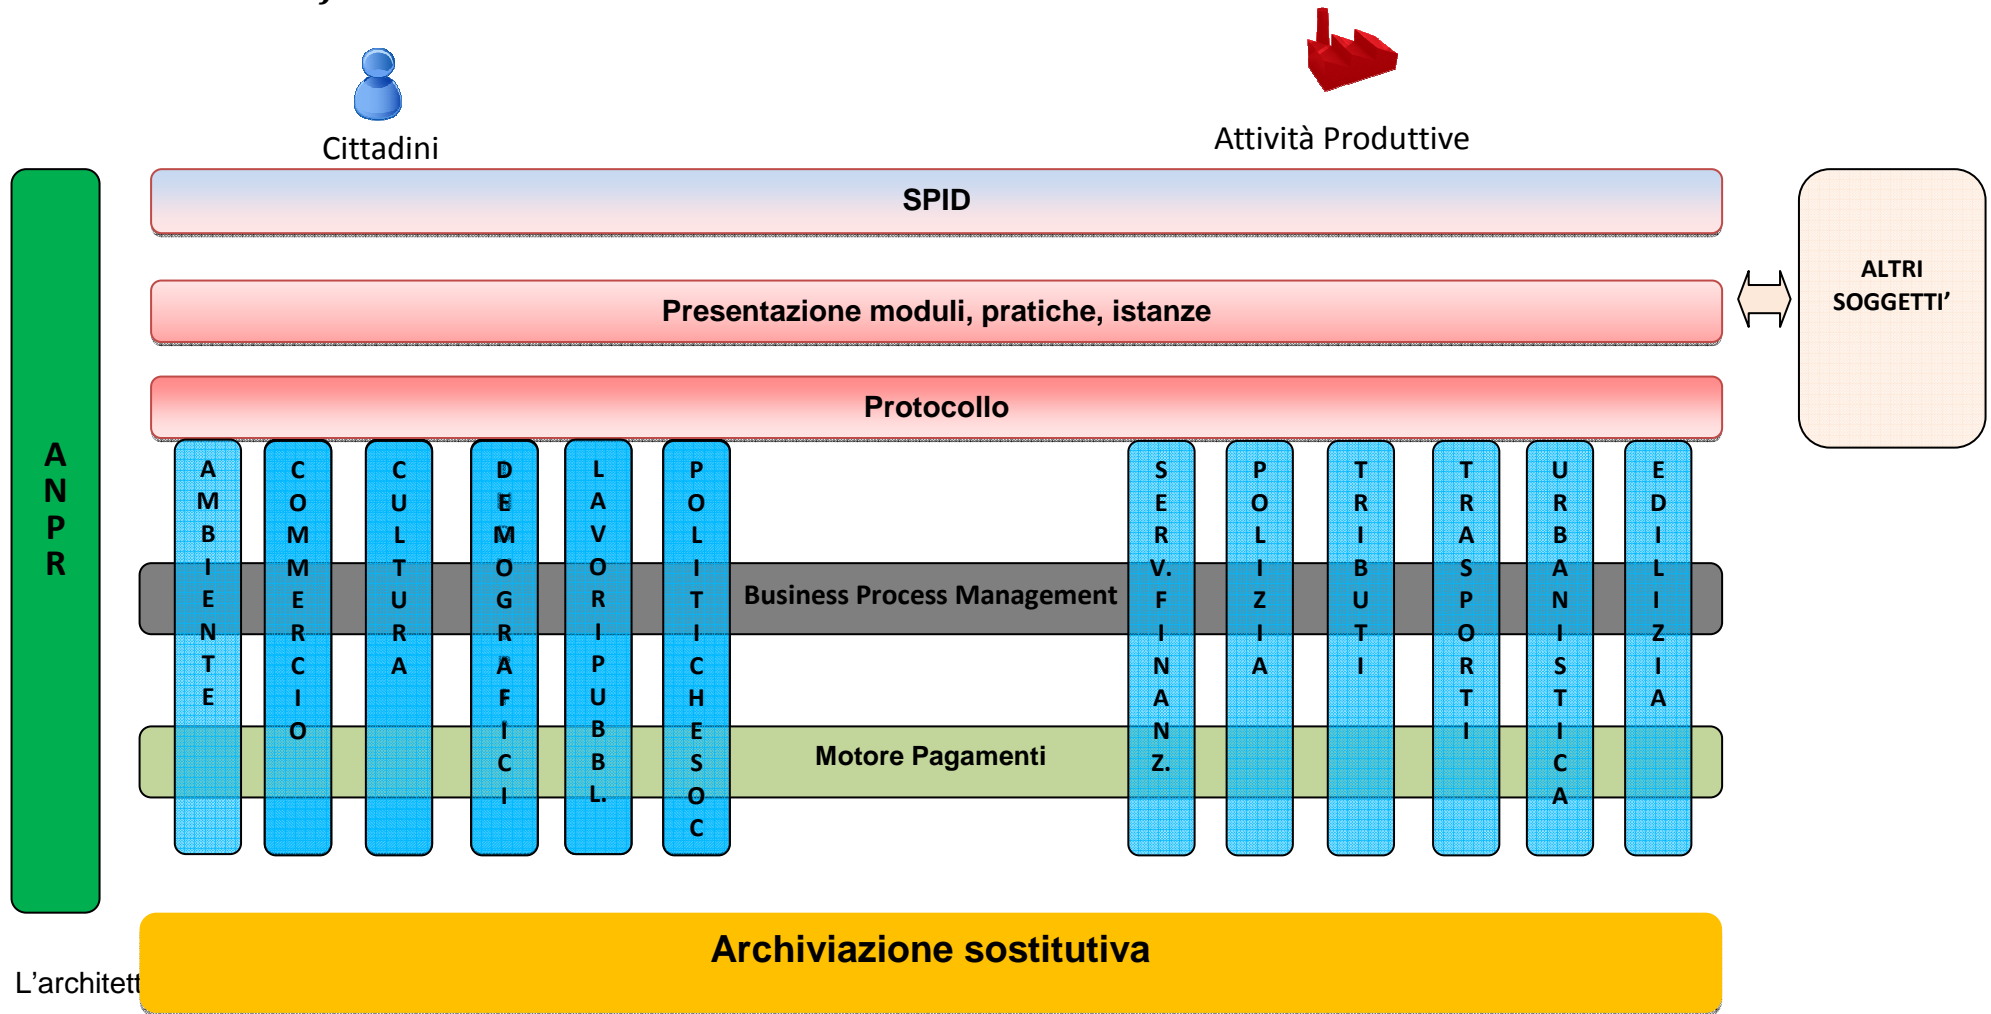 Cittadini
Attività Produttive
SPID
ALTRI
SOGGETTI’
Presentazione moduli, pratiche, istanze
Protocollo
ANPR
AMBIENTE
COMMERCIO
CULTURA
DEMOGRAFICI
LAVORIPUBBL.
POLITICHESOC
SERV.FINANZ.
POLIZIA
TRIBUTI
TRASPORTI
URBANISTICA
EDILIZIA
Business Process Management
Motore Pagamenti
Archiviazione sostitutiva
L’architett